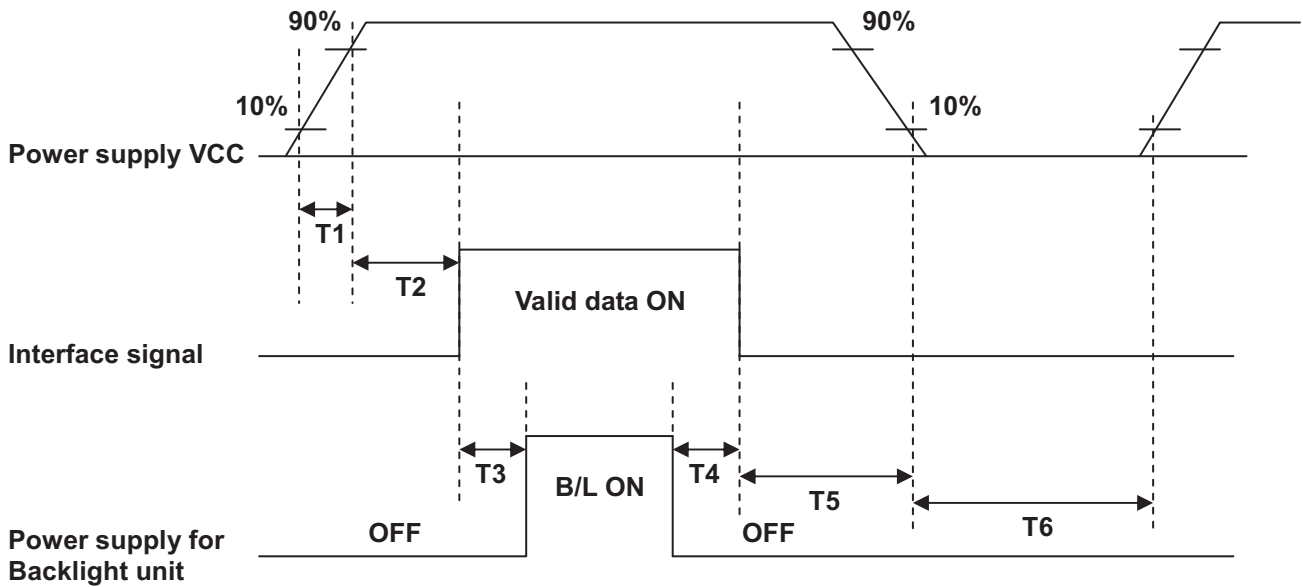 90%
90%
10%
10%
Power supply VCC
T1
T2
Valid data ON
Interface signal
T3
T4
B/L ON
T5
T6
OFF
OFF
Power supply for
Backlight unit